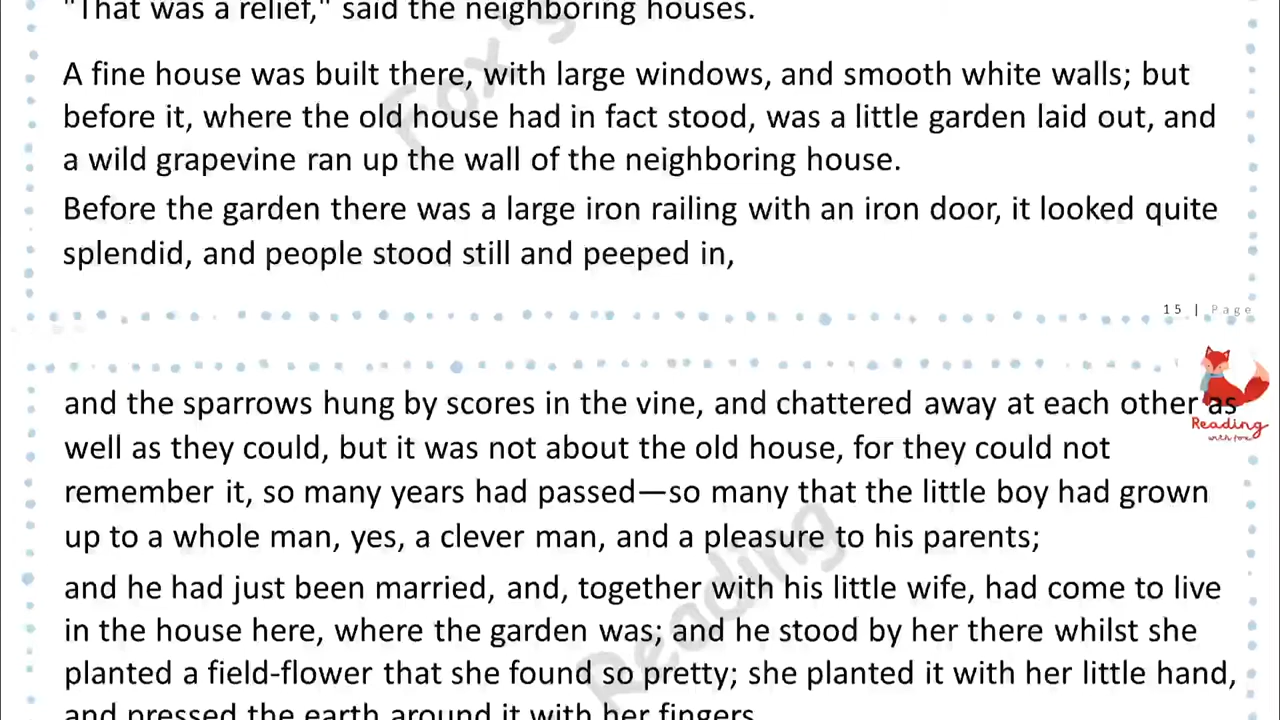 "That was a relief," said the neighboring houses.
A fine house was built there, with large windows, and smooth white walls; but
before it, where the old house had in fact stood, was a little garden laid out, and
a wild grapevine ran up the wall of the neighboring house.
Before the garden there was a large iron railing with an iron door, it looked quite
splendid, and people stood still and peeped in,
15 | Page
and the sparrows hung by scores in the vine, and chattered away at each other as
well as they could, but it was not about the old house, for they could not
remember it, so many years had passed—so many that the little boy had grown
up to a whole man, yes, a clever man, and a pleasure to his parents;
and he had just been married, and, together with his little wife, had come to live
in the house here, where the garden was; and he stood by her there whilst she
planted a field-flower that she found so pretty; she planted it with her little hand,
and pressed the earth around it with her fingers.
Fox's
Reading
Reading
with fox